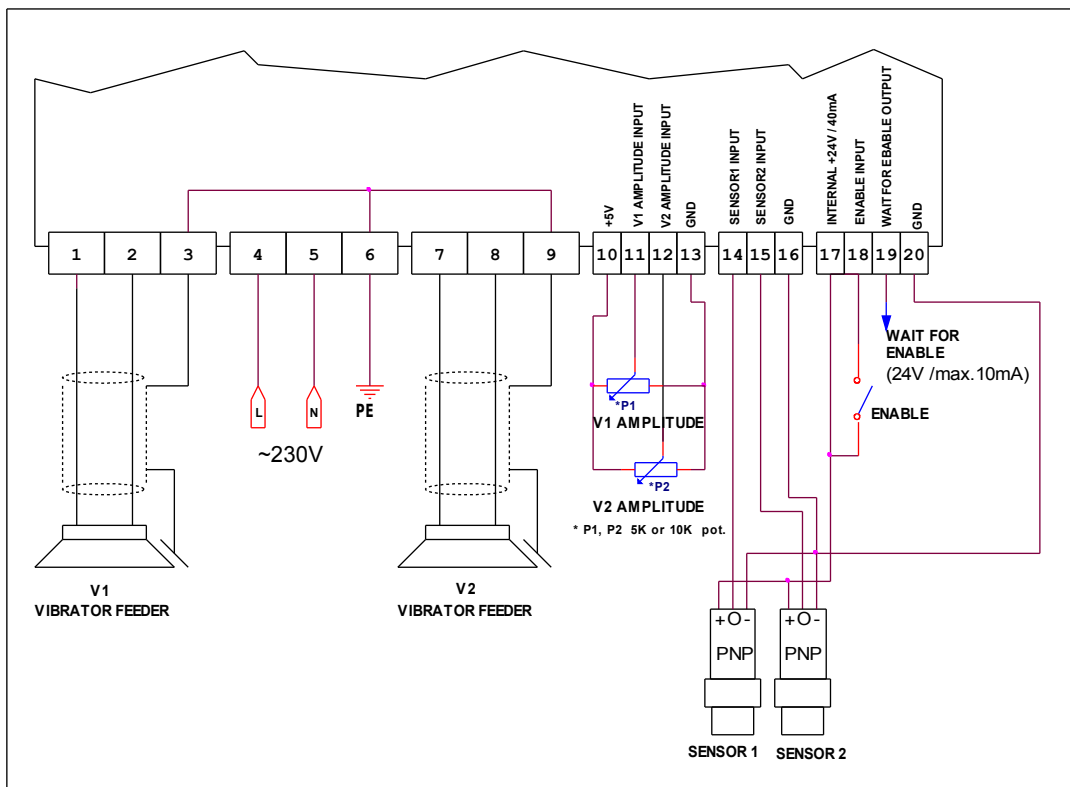 +5V
V1 AMPLITUDE INPUT
V2 AMPLITUDE INPUT
GND
SENSOR1 INPUT
SENSOR2 INPUT
GND
INTERNAL +24V / 40mA
ENABLE INPUT
WAIT FOR EBABLE OUTPUT
GND
1 2 3 4 5 6 7 8 9 10 11 12 13 14 15 16 17 18 19 20
WAIT FOR
ENABLE
(24V /max.10mA)
ENABLE
L N PE
~230V
*P1
V1 AMPLITUDE
*P2
V2 AMPLITUDE
* P1, P2 5K or 10K pot.
V1
VIBRATOR FEEDER
V2
VIBRATOR FEEDER
+O-
PNP
SENSOR 1
+O-
PNP
SENSOR 2